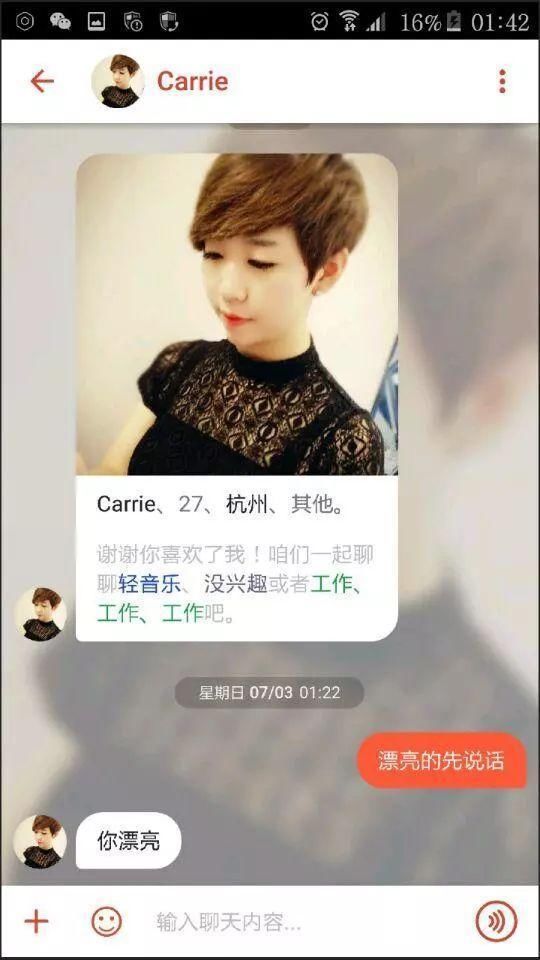 16% 01:42
Carrie
Carrie、27、杭州、其他。
谢谢你喜欢了我！咱们一起聊
聊轻音乐、没兴趣或者工作、
工作、工作吧。
星期日 07/03 01:22
漂亮的先说话
你漂亮
输入聊天内容...